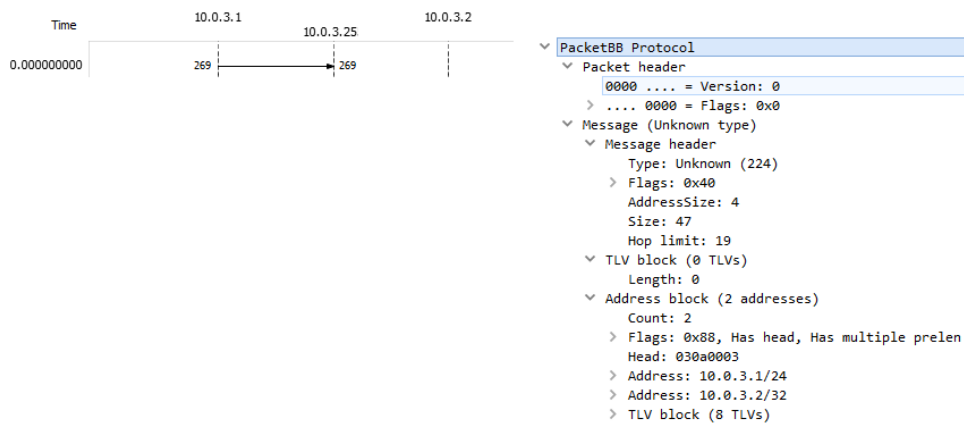 Time
10.0.3.1
10.0.3.25
10.0.3.2
0.000000000
269
269
PacketBB Protocol
Packet header
0000 .... = Version: 0
.... 0000 = Flags: 0x0
Message (Unknown type)
Message header
Type: Unknown (224)
Flags: 0x40
AddressSize: 4
Size: 47
Hop limit: 19
TLV block (0 TLVs)
Length: 0
Address block (2 addresses)
Count: 2
Flags: 0x88, Has head, Has multiple prelen
Head: 030a0003
Address: 10.0.3.1/24
Address: 10.0.3.2/32
TLV block (8 TLVs)